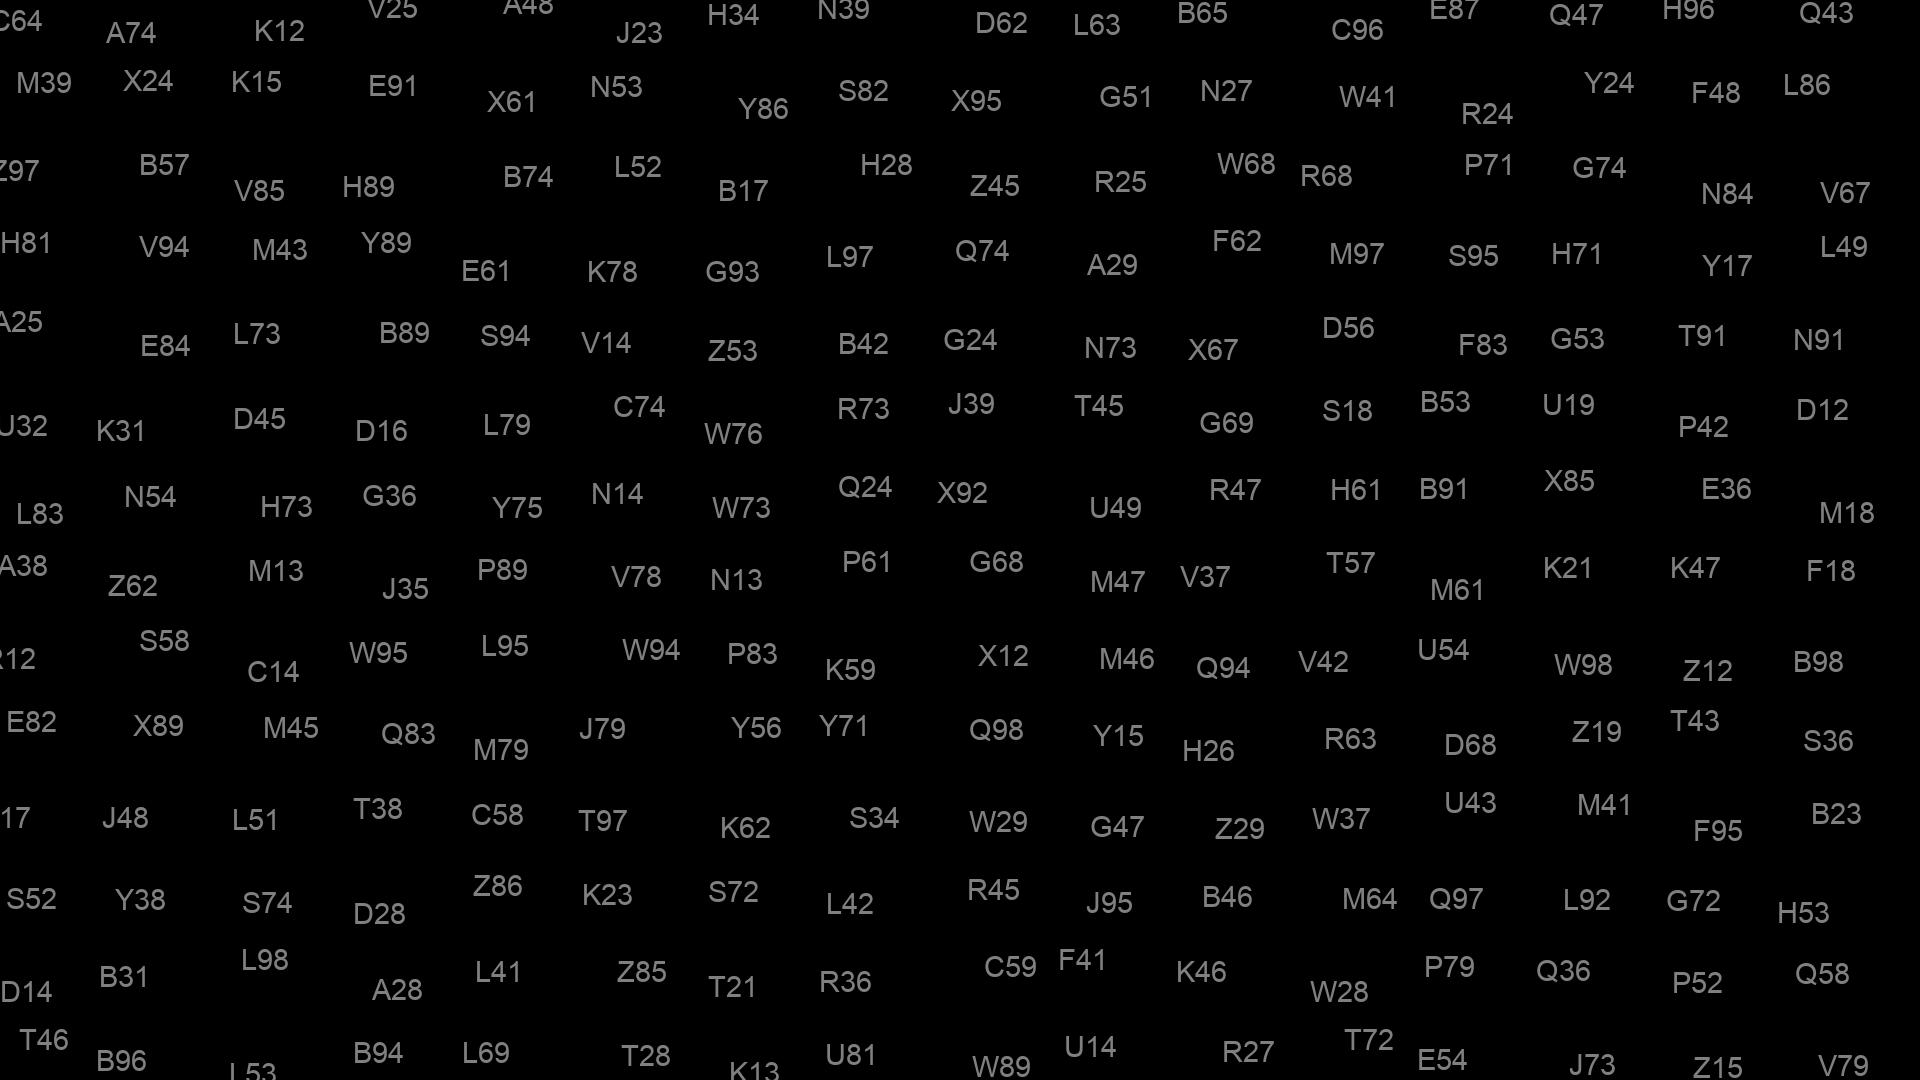 C64 A74 K12 V25 A48 J23 H34 N39 D62 L63 B65 C96 E87 Q47 H96 Q43
M39 X24 K15 E91 X61 N53 Y86 S82 X95 G51 N27 W41 R24 Y24 F48 L86
Z97 B57 V85 H89 B74 L52 B17 H28 Z45 R25 W68 R68 P71 G74 N84 V67
H81 V94 M43 Y89 E61 K78 G93 L97 Q74 A29 F62 M97 S95 H71 Y17 L49
A25 E84 L73 B89 S94 V14 Z53 B42 G24 N73 X67 D56 F83 G53 T91 N91
U32 K31 D45 D16 L79 C74 W76 R73 J39 T45 G69 S18 B53 U19 P42 D12
L83 N54 H73 G36 Y75 N14 W73 Q24 X92 U49 R47 H61 B91 X85 E36 M18
A38 Z62 M13 J35 P89 V78 N13 P61 G68 M47 V37 T57 M61 K21 K47 F18
R12 S58 C14 W95 L95 W94 P83 K59 X12 M46 Q94 V42 U54 W98 Z12 B98
E82 X89 M45 Q83 M79 J79 Y56 Y71 Q98 Y15 H26 R63 D68 Z19 T43 S36
17 J48 L51 T38 C58 T97 K62 S34 W29 G47 Z29 W37 U43 M41 F95 B23
S52 Y38 S74 D28 Z86 K23 S72 L42 R45 J95 B46 M64 Q97 L92 G72 H53
D14 B31 L98 A28 L41 Z85 T21 R36 C59 F41 K46 W28 P79 Q36 P52 Q58
T46 B96 L53 B94 L69 T28 K13 U81 W89 U14 R27 T72 E54 J73 Z15 V79